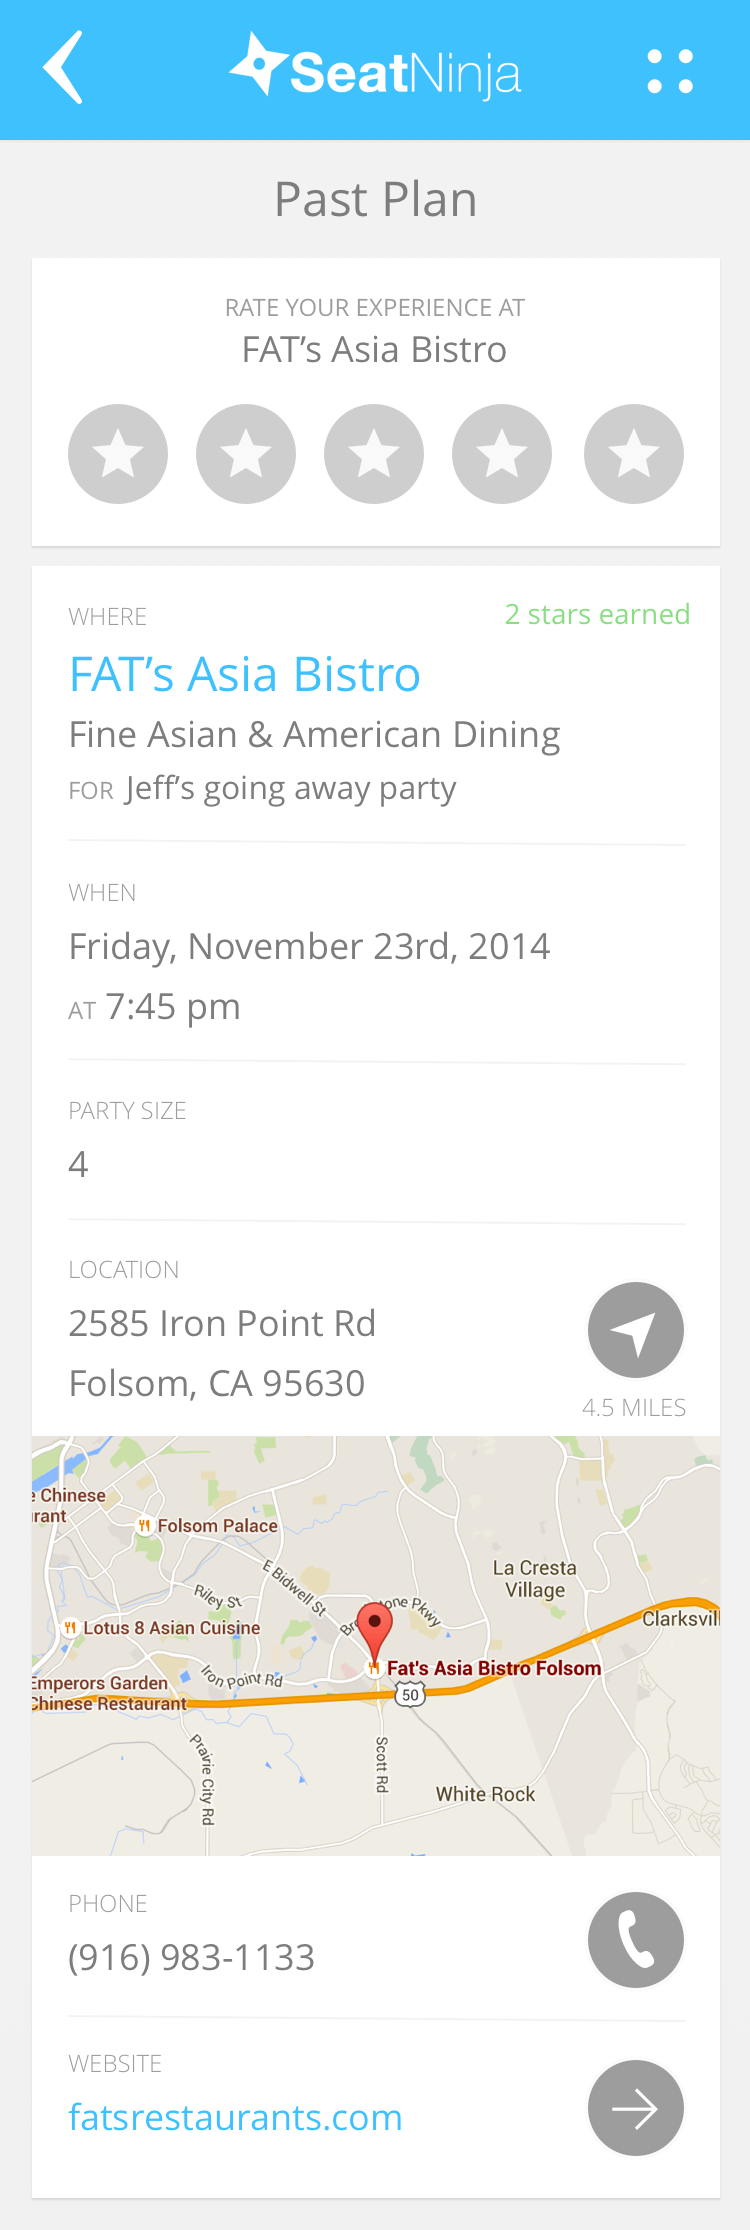 SeatNinja
Past Plan
RATE YOUR EXPERIENCE AT
FAT’s Asia Bistro
WHERE
2 stars earned
FAT’s Asia Bistro
Fine Asian & American Dining
FOR Jeff’s going away party
WHEN
Friday, November 23rd, 2014
AT 7:45 pm
PARTY SIZE
4
LOCATION
2585 Iron Point Rd
Folsom, CA 95630
4.5 MILES
e Chinese
rant
Folsom Palace
E Bidwell St
La Cresta
Village
Riley St
one Pkwy
Clarksvil
Lotus 8 Asian Cuisine
Fat's Asia Bistro Folsom
Iron Point Rd
Emperors Garden
Chinese Restaurant
50
Prairie City Rd
Scott Rd
White Rock
PHONE
(916) 983-1133
WEBSITE
fatsrestaurants.com